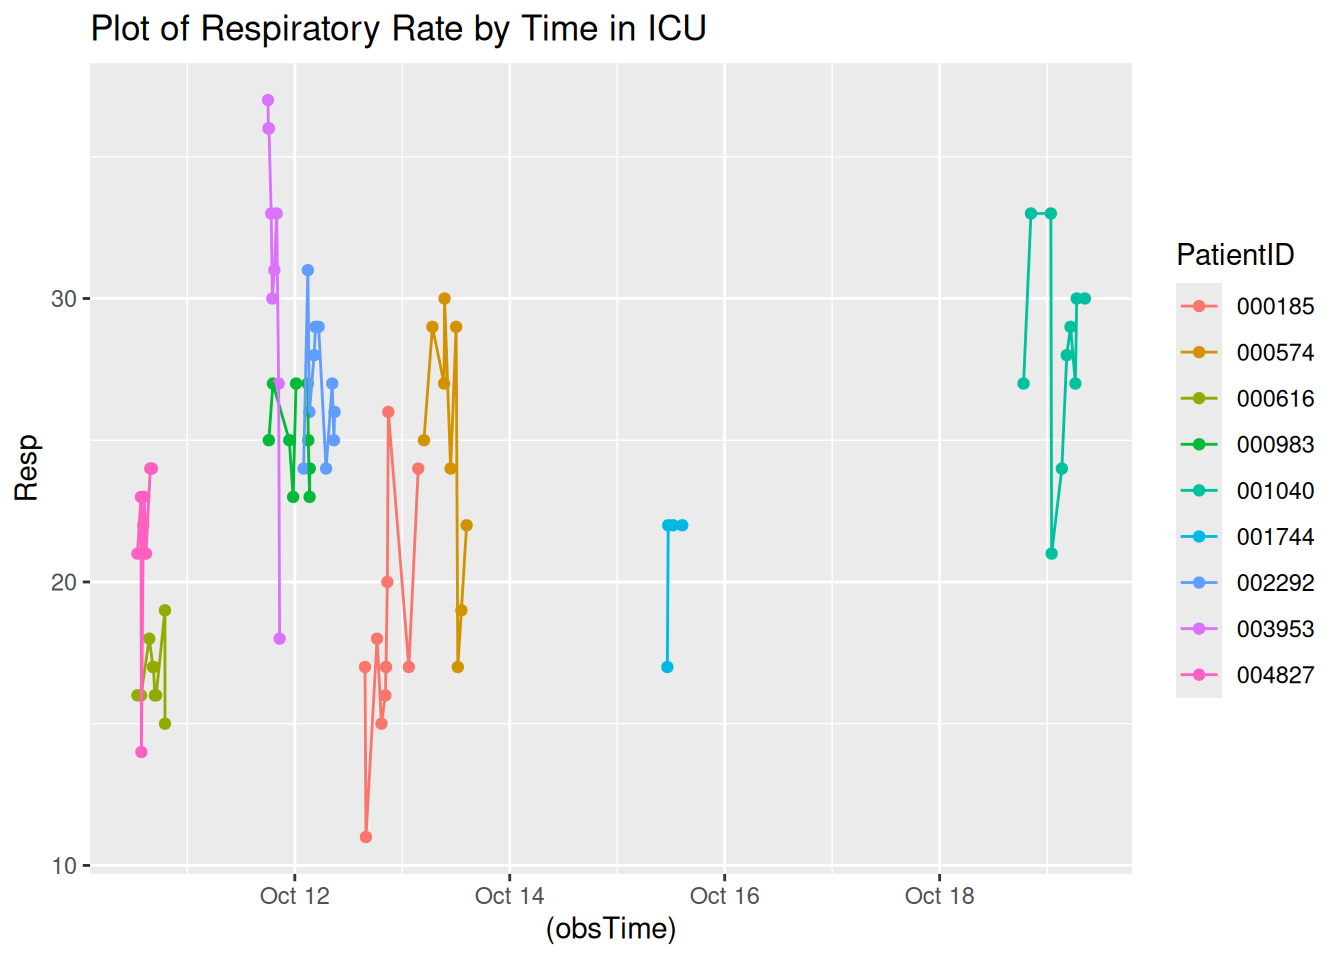 Plot of Respiratory Rate by Time in ICU
Resp
30
20
10
Oct 12
Oct 14
Oct 16
Oct 18
(obsTime)
PatientID
000185
000574
000616
000983
001040
001744
002292
003953
004827